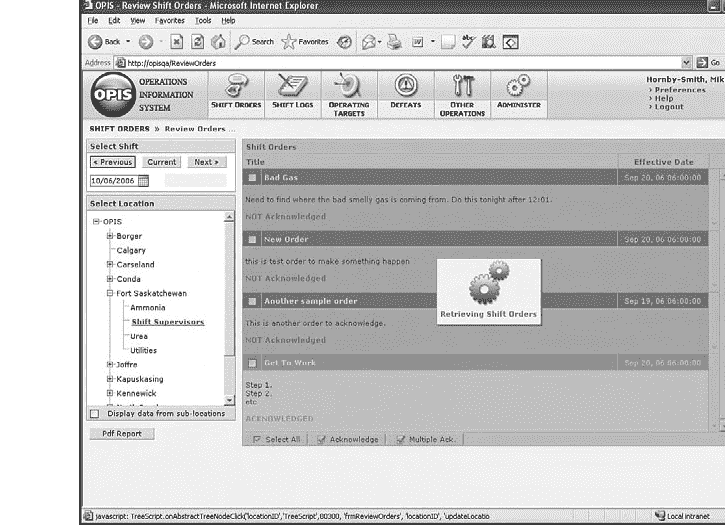 OPIS - Review Shift Orders - Microsoft Internet Explorer
File Edit View Favorites Tools Help
Back Search Favorites
Address http://opisqa/ReviewOrders Go
OPIS OPERATIONS INFORMATION SYSTEM
SHIFT ORDERS SHIFT LOGS OPERATING TARGETS DEFEATS OTHER OPERATIONS ADMINISTER
Hornby-Smith, Mik
> Preferences
> Help
> Logout
SHIFT ORDERS » Review Orders ...
Select Shift
< Previous Current Next >
10/06/2006
Select Location
OPIS
Borger
Calgary
Carseland
Conda
Fort Saskatchewan
Ammonia
Shift Supervisors
Urea
Utilities
Joffre
Kapuskasing
Kennewick
Display data from sub-locations
Pdf Report
Shift Orders
Title Effective Date
Bad Gas Sep 20, 06 06:00:00
Need to find where the bad smelly gas is coming from. Do this tonight after 12:01.
NOT Acknowledged
New Order Sep 20, 06 06:00:00
this is test order to make something happen
NOT Acknowledged
Another sample order Sep 19, 06 06:00:00
This is another order to acknowledge.
NOT Acknowledged
Get To Work Sep 20, 06 06:00:00
Step 1.
Step 2.
etc
ACKNOWLEDGED
Retrieving Shift Orders
Select All Acknowledge Multiple Ack.
javascript: TreeScript.onAbstractTreeNodeClick('locationID','TreeScript',80300, 'frmReviewOrders', 'locationID', 'updateLocatio Local intranet